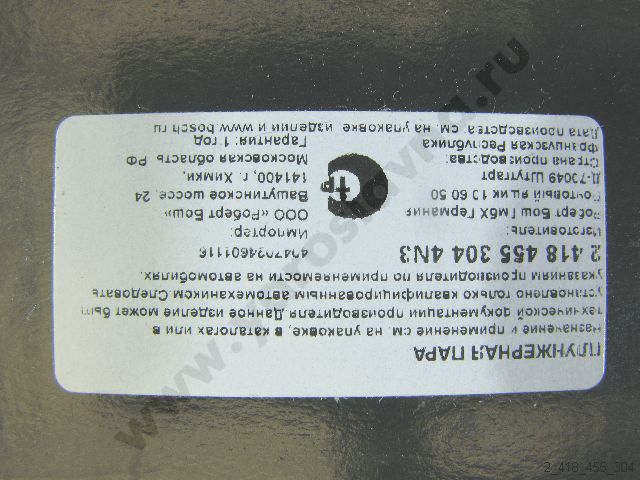 ПЛУНЖЕРНАЯ ПАРА
Назначение и применение см. на упаковке, в каталогах или в
технической документации производителя.Данное изделие может быть
установлено только квалифицированным автомехаником.Следовать
указаниям производителя по применяемости на автомобилях.
2 418 455 304 4N3
Изготовитель:
Роберт Бош ГмбХ Германия
Почтовый ящик 10 60 50
Д-70049 Штутгарт
Страна производства:
Французская Республика
Дата производства: см. на упаковке изделия и www.bosch.ru
4047024601116
Импортер:
ООО «Роберт Бош»
Вашутинское шоссе, 24
141400, г. Химки,
Московская область РФ
Гарантия: 1 год
2_418_455_304